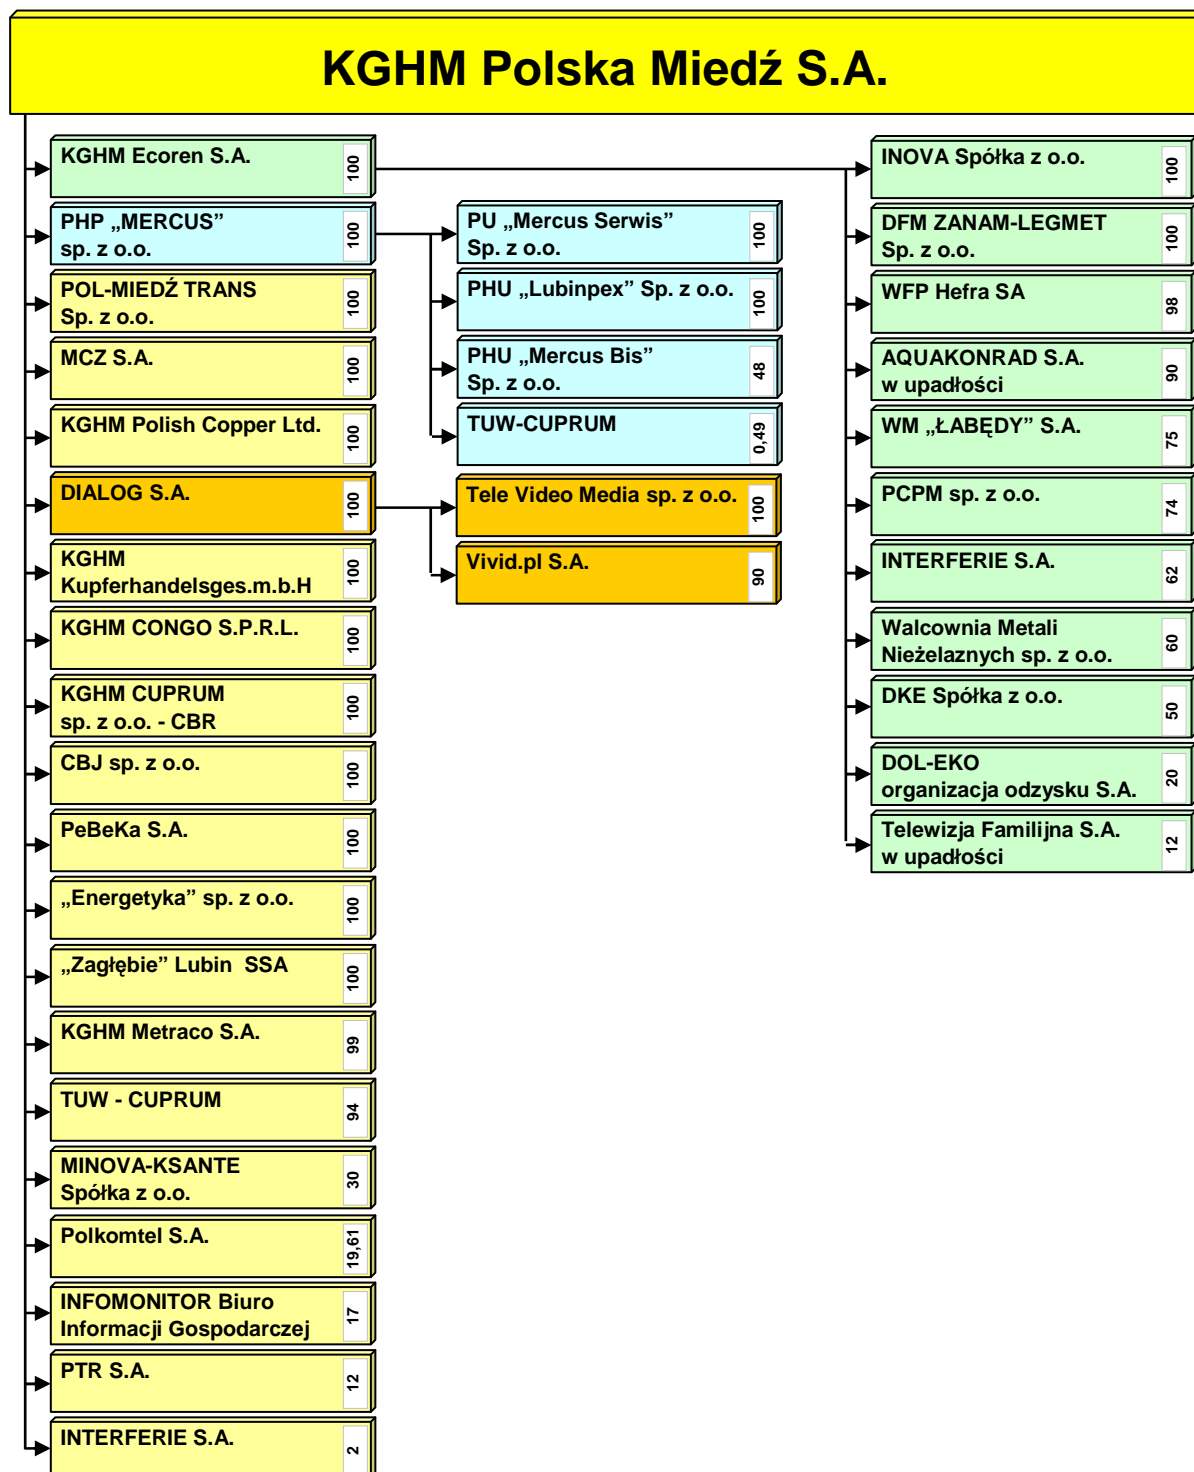 KGHM Polska Miedź S.A.
KGHM Ecoren S.A.
100
PHP „MERCUS”
sp. z o.o.
100
POL-MIEDŹ TRANS
Sp. z o.o.
100
MCZ S.A.
100
KGHM Polish Copper Ltd.
100
DIALOG S.A.
100
KGHM
Kupferhandelsges.m.b.H
100
KGHM CONGO S.P.R.L.
100
KGHM CUPRUM
sp. z o.o. - CBR
100
CBJ sp. z o.o.
100
PeBeKa S.A.
100
„Energetyka” sp. z o.o.
100
„Zagłębie” Lubin SSA
100
KGHM Metraco S.A.
99
TUW - CUPRUM
94
MINOVA-KSANTE
Spółka z o.o.
30
Polkomtel S.A.
19,61
INFOMONITOR Biuro
Informacji Gospodarczej
17
PTR S.A.
12
INTERFERIE S.A.
2
PU „Mercus Serwis”
Sp. z o.o.
100
PHU „Lubinpex” Sp. z o.o.
100
PHU „Mercus Bis”
Sp. z o.o.
48
TUW-CUPRUM
0,49
Tele Video Media sp. z o.o.
100
Vivid.pl S.A.
90
INOVA Spółka z o.o.
100
DFM ZANAM-LEGMET
Sp. z o.o.
100
WFP Hefra SA
98
AQUAKONRAD S.A.
w upadłości
90
WM „ŁABĘDY” S.A.
75
PCPM sp. z o.o.
74
INTERFERIE S.A.
62
Walcownia Metali
Nieżelaznych sp. z o.o.
60
DKE Spółka z o.o.
50
DOL-EKO
organizacja odzysku S.A.
20
Telewizja Familijna S.A.
w upadłości
12